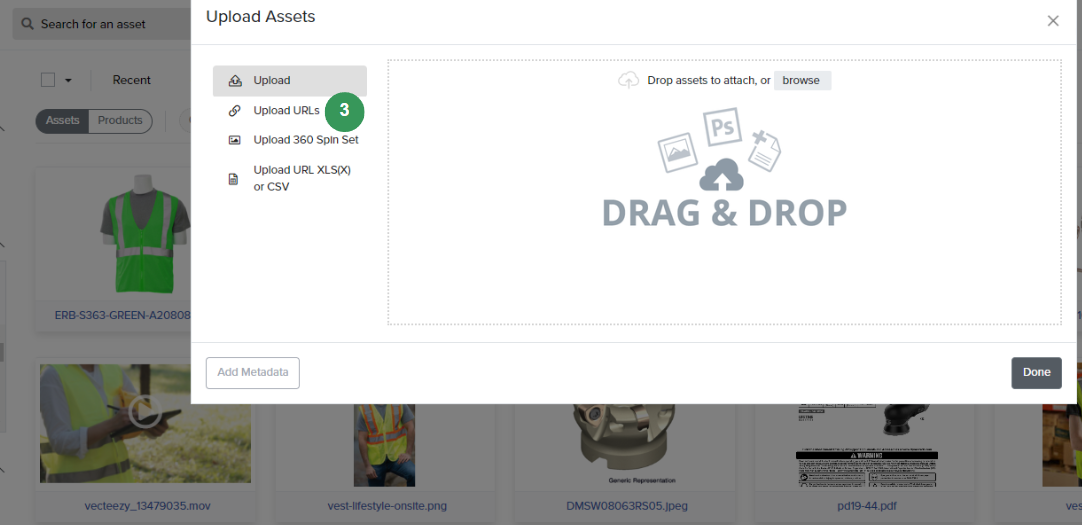 Upload Assets
Search for an asset
Recent
Assets
Products
Upload
Upload URLs
3
Upload 360 Spin Set
Upload URL XLS(X)
or CSV
Drop assets to attach, or browse
Ps
DRAG & DROP
ERB-S363-GREEN-A20808
Add Metadata
Done
Generic Representation
WARNING
vecteezy_13479035.mov
vest-lifestyle-onsite.png
DMSW08063RS05.jpeg
pd19-44.pdf
ves